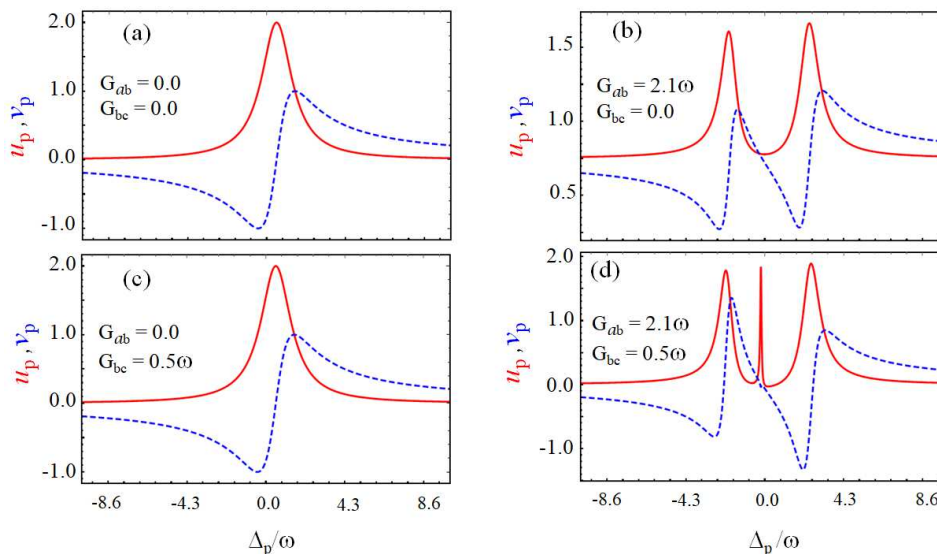 (a)
G_ab = 0.0
G_bc = 0.0
u_p , v_p
2.0
1.0
0.0
-1.0
(b)
G_ab = 2.1ω
G_bc = 0.0
u_p , v_p
1.5
1.0
0.5
(c)
G_ab = 0.0
G_bc = 0.5ω
u_p , v_p
2.0
1.0
0.0
-1.0
-8.6 -4.3 0.0 4.3 8.6
Δ_p/ω
(d)
G_ab = 2.1ω
G_bc = 0.5ω
u_p , v_p
2.0
1.0
0.0
-1.0
-8.6 -4.3 0.0 4.3 8.6
Δ_p/ω